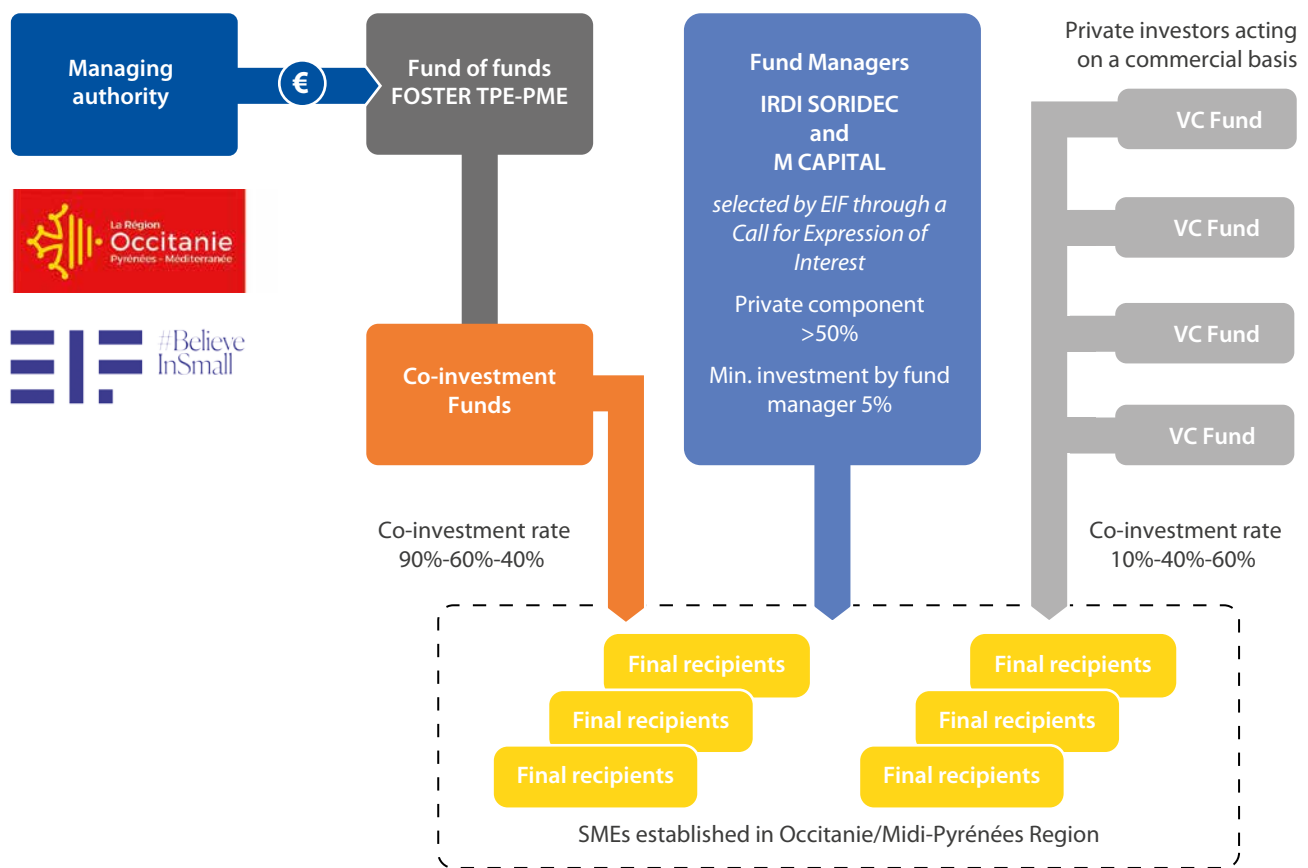 Managing
authority
€
Fund of funds
FOSTER TPE-PME
La Région
Occitanie
Pyrénées - Méditerranée
EIF
#Believe
InSmall
Co-investment
Funds
Co-investment rate
90%-60%-40%
Fund Managers
IRDI SORIDEC
and
M CAPITAL
selected by EIF through a
Call for Expression of
Interest
Private component
>50%
Min. investment by fund
manager 5%
Private investors acting
on a commercial basis
VC Fund
VC Fund
VC Fund
VC Fund
Co-investment rate
10%-40%-60%
Final recipients
Final recipients
Final recipients
Final recipients
Final recipients
Final recipients
SMEs established in Occitanie/Midi-Pyrénées Region